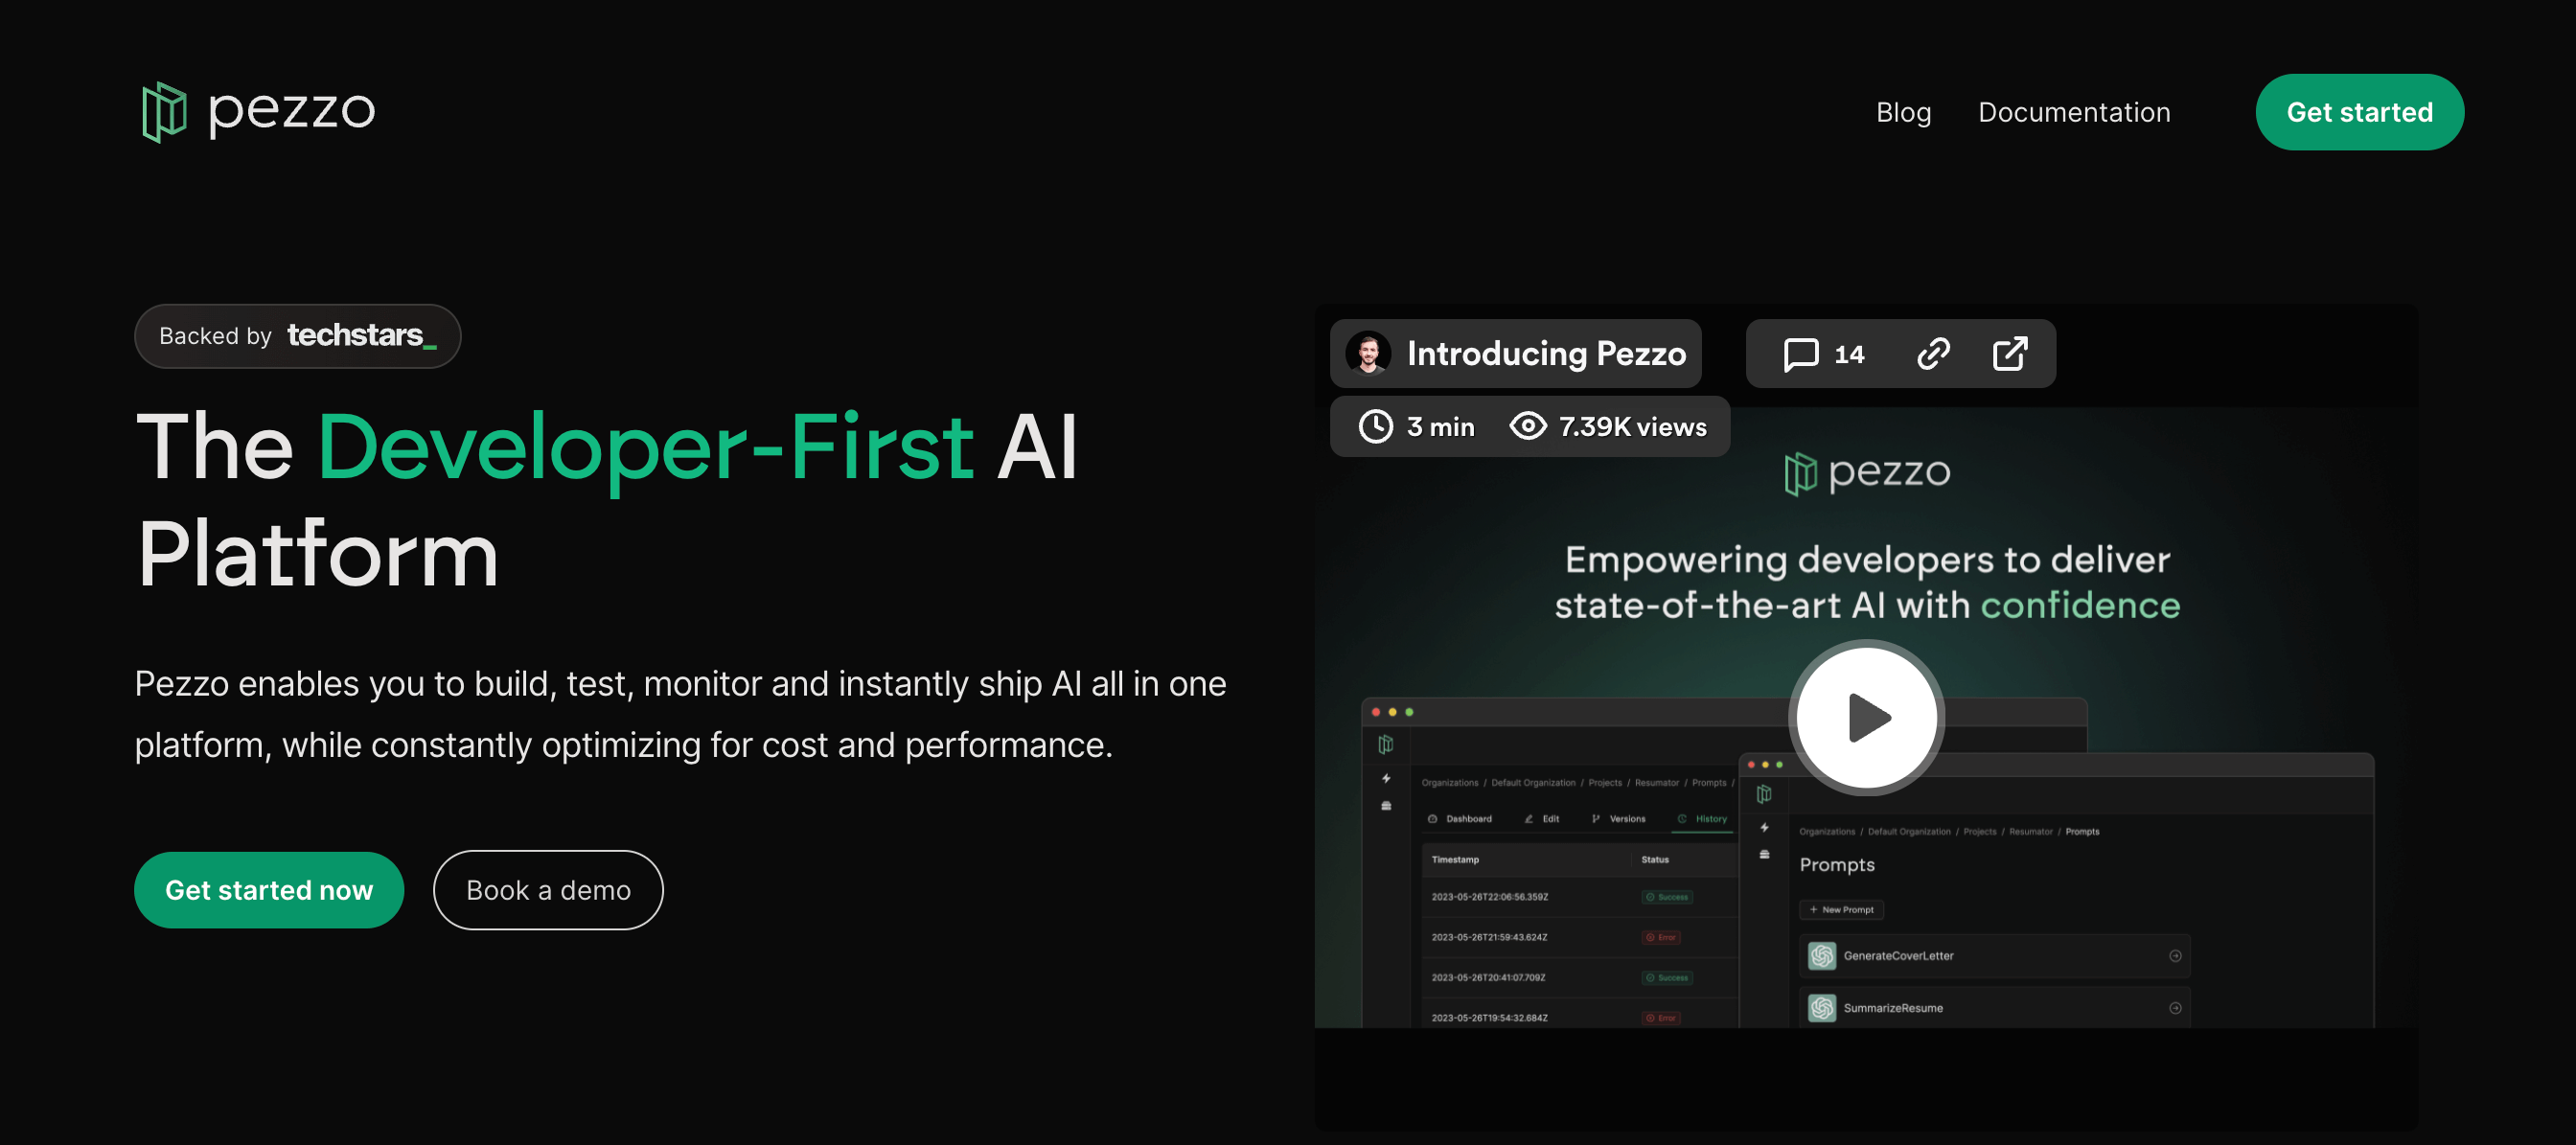 pezzo
Blog
Documentation
Get started
Backed by techstars_
The Developer-First AI
Platform
Pezzo enables you to build, test, monitor and instantly ship AI all in one
platform, while constantly optimizing for cost and performance.
Get started now
Book a demo
Introducing Pezzo
14
3 min
7.39K views
pezzo
Empowering developers to deliver
state-of-the-art AI with confidence
Organizations / Default Organization / Projects / Resumator / Prompts /
Dashboard
Edit
Versions
History
Timestamp
Status
2023-05-26T22:06:56.359Z
Success
2023-05-26T21:59:43.624Z
Error
2023-05-26T20:41:07.709Z
Success
2023-05-26T19:54:32.684Z
Error
Organizations / Default Organization / Projects / Resumator / Prompts
Prompts
+ New Prompt
GenerateCoverLetter
SummarizeResume